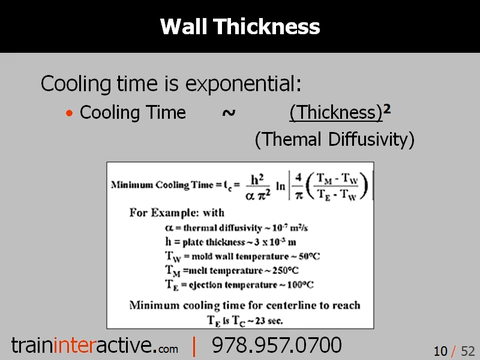 Wall Thickness
Cooling time is exponential:
• Cooling Time ~ (Thickness)²
(Themal Diffusivity)
Minimum Cooling Time = t꜀ = h²/(α π²) ln |4/π ((T_M - T_W)/(T_E - T_W))|
For Example: with
α = thermal diffusivity ~ 10⁻⁷ m²/s
h = plate thickness ~ 3 x 10⁻³ m
T_W = mold wall temperature ~ 50°C
T_M =melt temperature ~ 250°C
T_E = ejection temperature ~ 100°C
Minimum cooling time for centerline to reach
T_E is T_C ~ 23 sec.
traininteractive.com | 978.957.0700
10 / 52